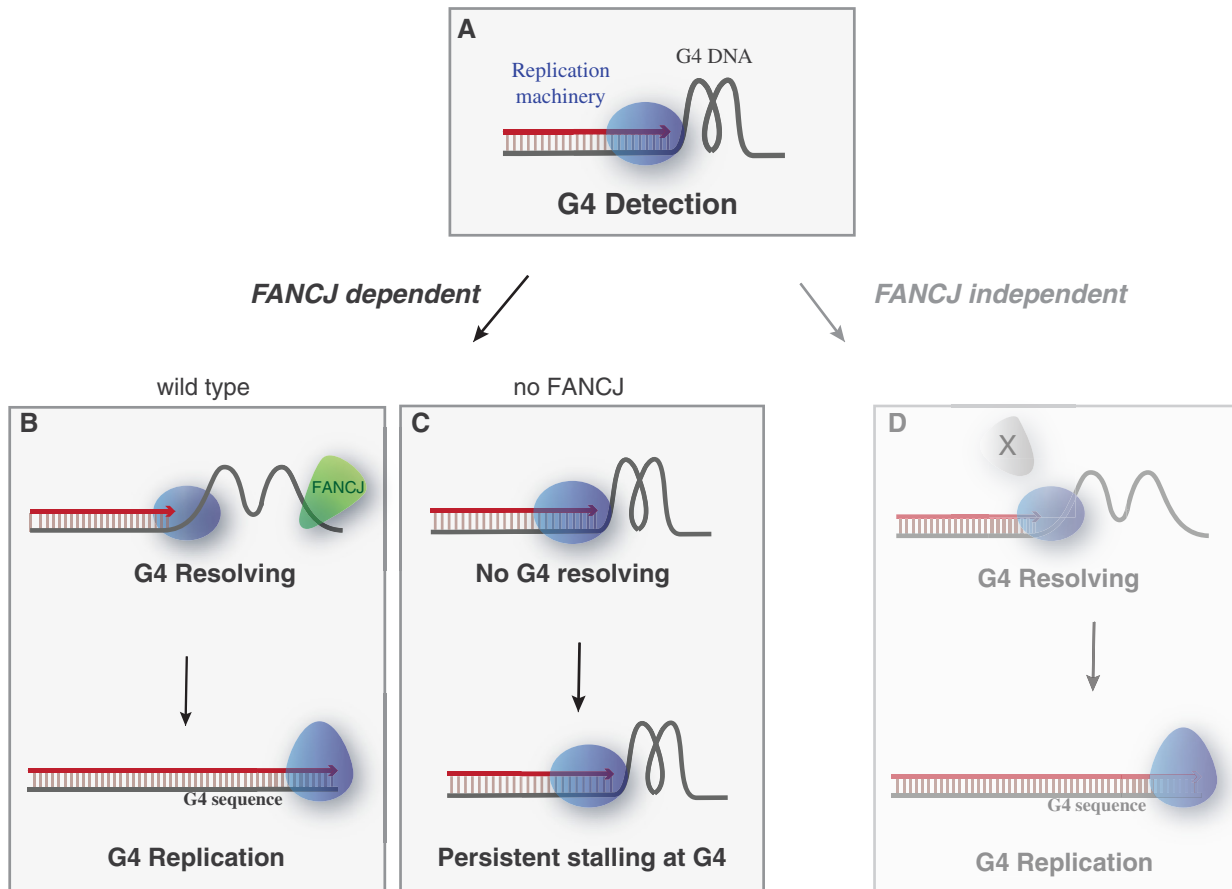 A
G4 DNA
Replication
machinery
G4 Detection
FANCJ dependent
FANCJ independent
wild type
no FANCJ
B
FANCJ
G4 Resolving
G4 sequence
G4 Replication
C
No G4 resolving
Persistent stalling at G4
D
X
G4 Resolving
G4 sequence
G4 Replication